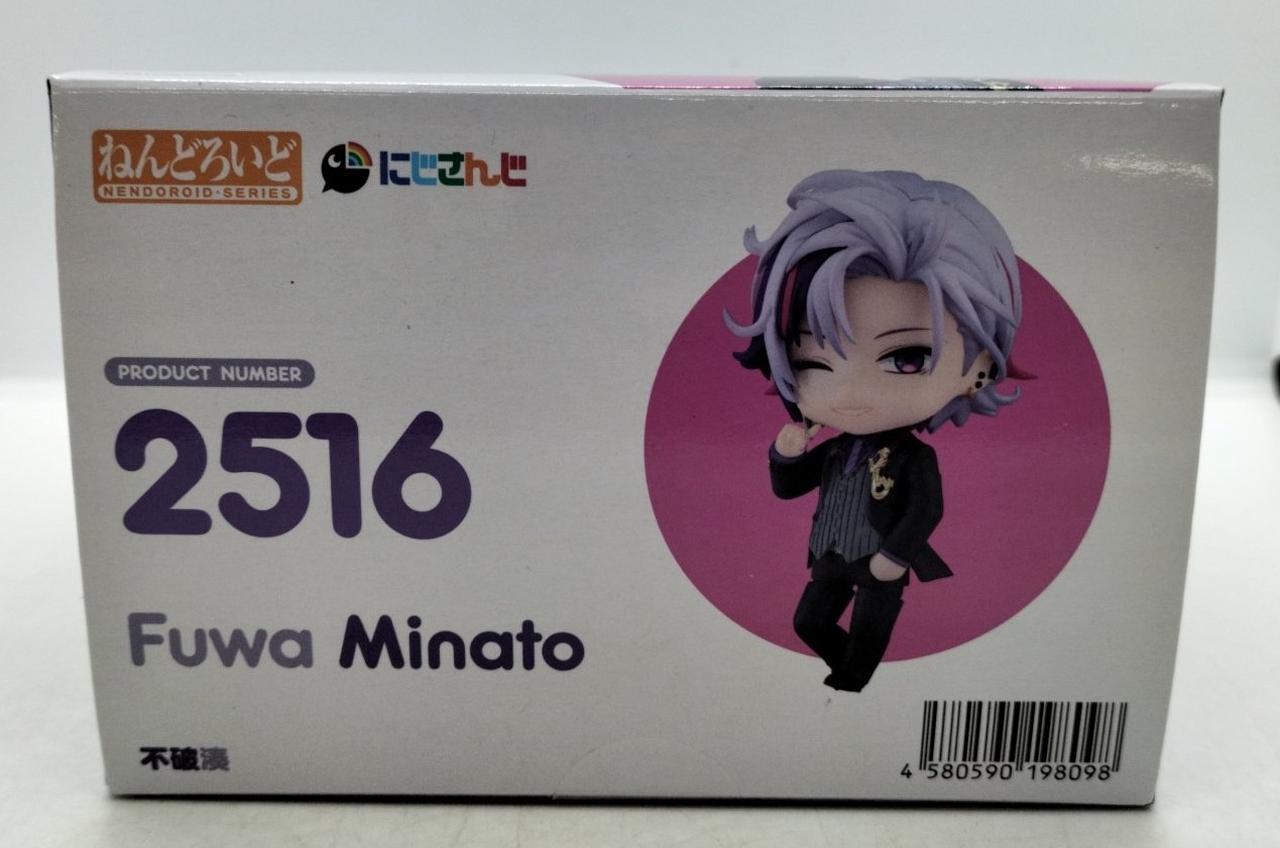 ねんどろいど
NENDOROID・SERIES
にじさんじ
PRODUCT NUMBER
2516
Fuwa Minato
不破湊
4 580590 198098